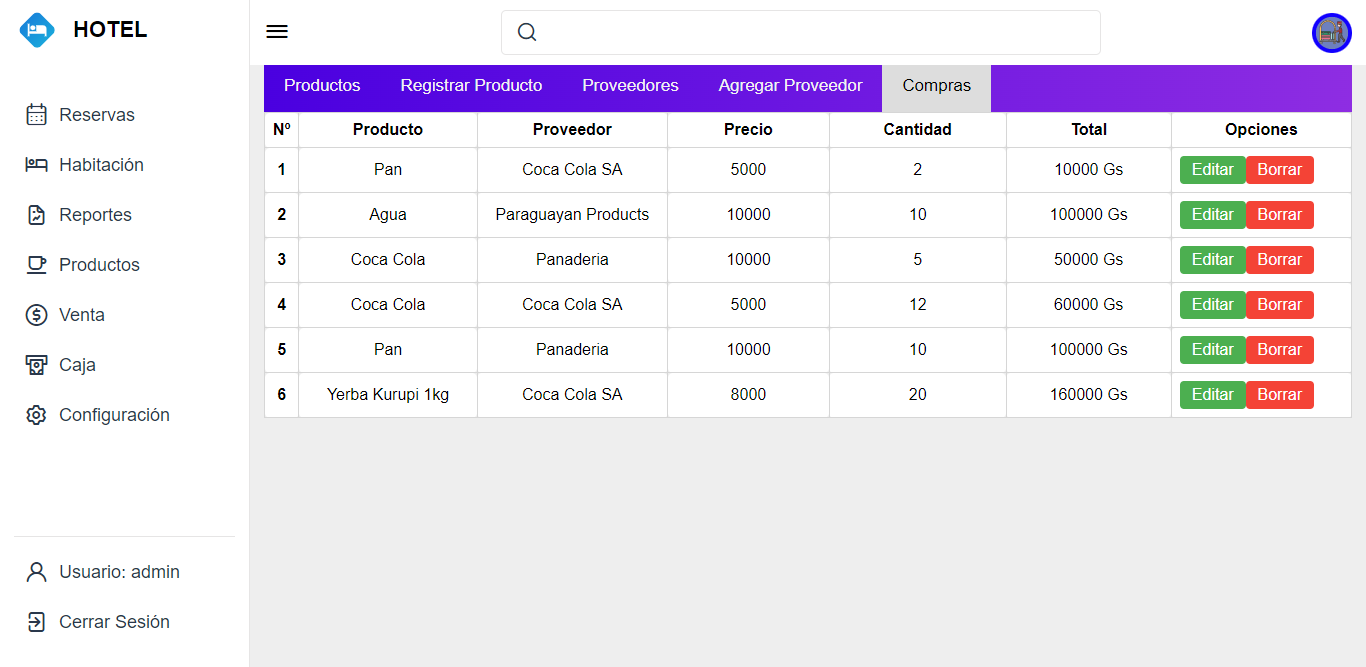 HOTEL
Reservas
Habitación
Reportes
Productos
Venta
Caja
Configuración
Usuario: admin
Cerrar Sesión
Productos Registrar Producto Proveedores Agregar Proveedor Compras
Nº Producto Proveedor Precio Cantidad Total Opciones
1 Pan Coca Cola SA 5000 2 10000 Gs Editar Borrar
2 Agua Paraguayan Products 10000 10 100000 Gs Editar Borrar
3 Coca Cola Panaderia 10000 5 50000 Gs Editar Borrar
4 Coca Cola Coca Cola SA 5000 12 60000 Gs Editar Borrar
5 Pan Panaderia 10000 10 100000 Gs Editar Borrar
6 Yerba Kurupi 1kg Coca Cola SA 8000 20 160000 Gs Editar Borrar